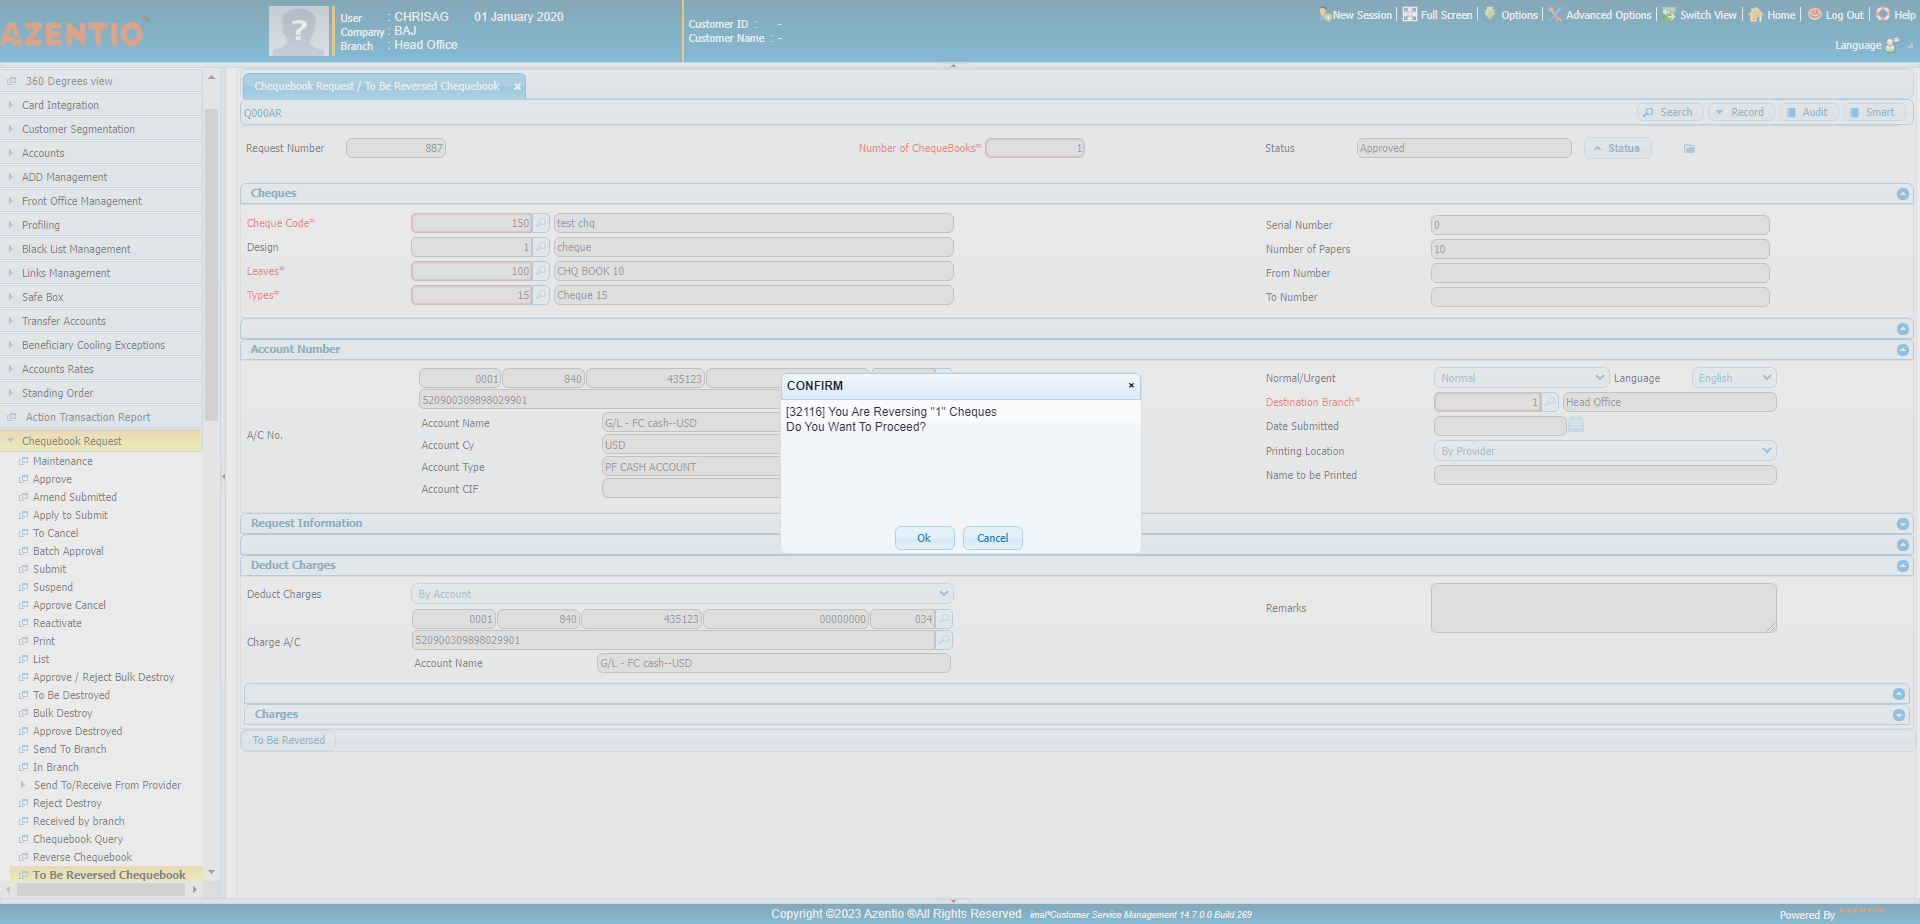 AZENTIO™
User : CHRISAG 01 January 2020
Company : BAJ
Branch : Head Office
Customer ID : -
Customer Name : -
New Session Full Screen Options Advanced Options Switch View Home Log Out Help
Language
360 Degrees view
Card Integration
Customer Segmentation
Accounts
ADD Management
Front Office Management
Profiling
Black List Management
Links Management
Safe Box
Transfer Accounts
Beneficiary Cooling Exceptions
Accounts Rates
Standing Order
Action Transaction Report
Chequebook Request
Maintenance
Approve
Amend Submitted
Apply to Submit
To Cancel
Batch Approval
Submit
Suspend
Approve Cancel
Reactivate
Print
List
Approve / Reject Bulk Destroy
To Be Destroyed
Bulk Destroy
Approve Destroyed
Send To Branch
In Branch
Send To/Receive From Provider
Reject Destroy
Received by branch
Chequebook Query
Reverse Chequebook
To Be Reversed Chequebook
Chequebook Request / To Be Reversed Chequebook ×
Q000AR Search Record Audit Smart
Request Number 887 Number of ChequeBooks* 1 Status Approved Status
Cheques
Cheque Code* 150 test chq
Design 1 cheque
Leaves* 100 CHQ BOOK 10
Types* 15 Cheque 15
Serial Number 0
Number of Papers 10
From Number
To Number
Account Number
0001 840 435123
520900309898029901
A/C No.
Account Name G/L - FC cash--USD
Account Cy USD
Account Type PF CASH ACCOUNT
Account CIF
Normal/Urgent Normal Language English
Destination Branch* 1 Head Office
Date Submitted
Printing Location By Provider
Name to be Printed
CONFIRM ×
[32116] You Are Reversing "1" Cheques
Do You Want To Proceed?
Ok Cancel
Request Information
Deduct Charges
Deduct Charges By Account
0001 840 435123 00000000 034
Charge A/C 520900309898029901
Account Name G/L - FC cash--USD
Remarks
Charges
To Be Reversed
Copyright ©2023 Azentio ®All Rights Reserved imal*Customer Service Management 14.7.0.0 Build 269
Powered By AZENTIO